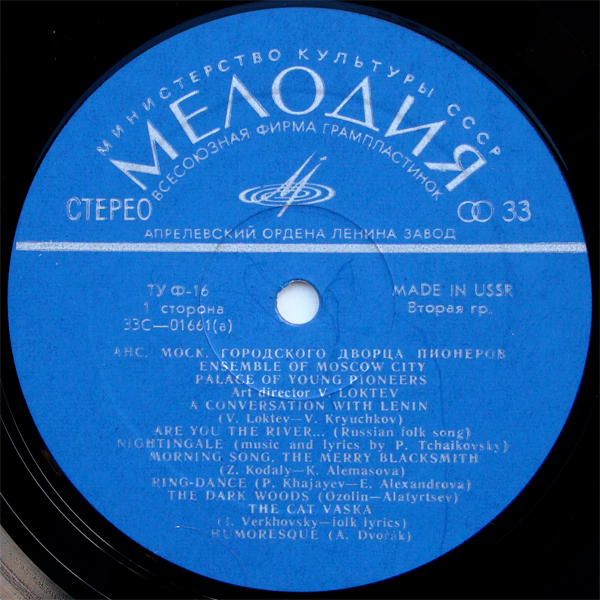 МИНИСТЕРСТВО КУЛЬТУРЫ СССР
МЕЛОДИЯ
ВСЕСОЮЗНАЯ ФИРМА ГРАМПЛАСТИНОК
СТЕРЕО
33
АПРЕЛЕВСКИЙ ОРДЕНА ЛЕНИНА ЗАВОД
ТУ Ф-16
MADE IN USSR
1 сторона
Вторая гр.
33С—01661(а)
АНС. МОСК. ГОРОДСКОГО ДВОРЦА ПИОНЕРОВ
ENSEMBLE OF MOSCOW CITY
PALACE OF YOUNG PIONEERS
Art director V. LOKTEV
A CONVERSATION WITH LENIN
(V. Loktev—V. Kryuchkov)
ARE YOU THE RIVER... (Russian folk song)
NIGHTINGALE (music and lyrics by P. Tchaikovsky)
MORNING SONG, THE MERRY BLACKSMITH
(Z. Kodaly—K. Alemasova)
RING-DANCE (P. Khajayev—E. Alexandrova)
THE DARK WOODS (Ozolin—Alatyrtsev)
THE CAT VASKA
(I. Verkhovsky—folk lyrics)
HUMORESQUE (A. Dvořák)